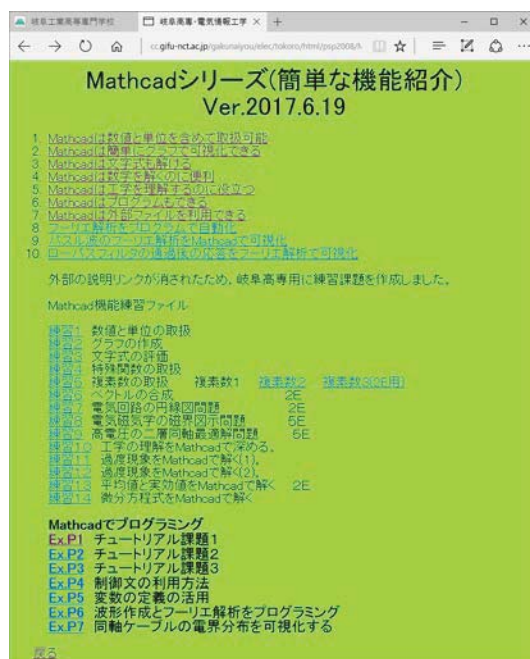 岐阜工業高等専門学校 岐阜高専・電気情報工学
cc.gifu-nct.ac.jp/gakunaiyou/elec/tokoro/html/psp2008/
Mathcadシリーズ(簡単な機能紹介)
Ver.2017.6.19
1. Mathcadは数値と単位を含めて取扱可能
2. Mathcadは簡単にグラフで可視化できる
3. Mathcadは文字式も解ける
4. Mathcadは数学を解くのに便利
5. Mathcadは工学を理解するのに役立つ
6. Mathcadはプログラムもできる
7. Mathcadは外部ファイルを利用できる
8. フーリエ解析をプログラムで自動化
9. パルス波のフーリエ解析をMathcadで可視化
10. ローパスフィルタの通過後の応答をフーリエ解析で可視化
外部の説明リンクが消されたため、岐阜高専用に練習課題を作成しました。
Mathcad機能練習ファイル
練習1 数値と単位の取扱
練習2 グラフの作成
練習3 文字式の評価
練習4 特殊関数の取扱
練習5 複素数の取扱 複素数1 複素数2 複素数3(2E用)
練習6 ベクトルの合成 2E
練習7 電気回路の円線図問題 2E
練習8 電気磁気学の磁界図示問題 5E
練習9 高電圧の二層同軸最適解問題 5E
練習10 工学の理解をMathcadで深める。
練習11 過度現象をMathcadで解く(1)。
練習12 過度現象をMathcadで解く(2)。
練習13 平均値と実効値をMathcadで解く 2E
練習14 微分方程式をMathcadで解く
Mathcadでプログラミング
Ex.P1 チュートリアル課題1
Ex.P2 チュートリアル課題2
Ex.P3 チュートリアル課題3
Ex.P4 制御文の利用方法
Ex.P5 変数の定義の活用
Ex.P6 波形作成とフーリエ解析をプログラミング
Ex.P7 同軸ケーブルの電界分布を可視化する
戻る